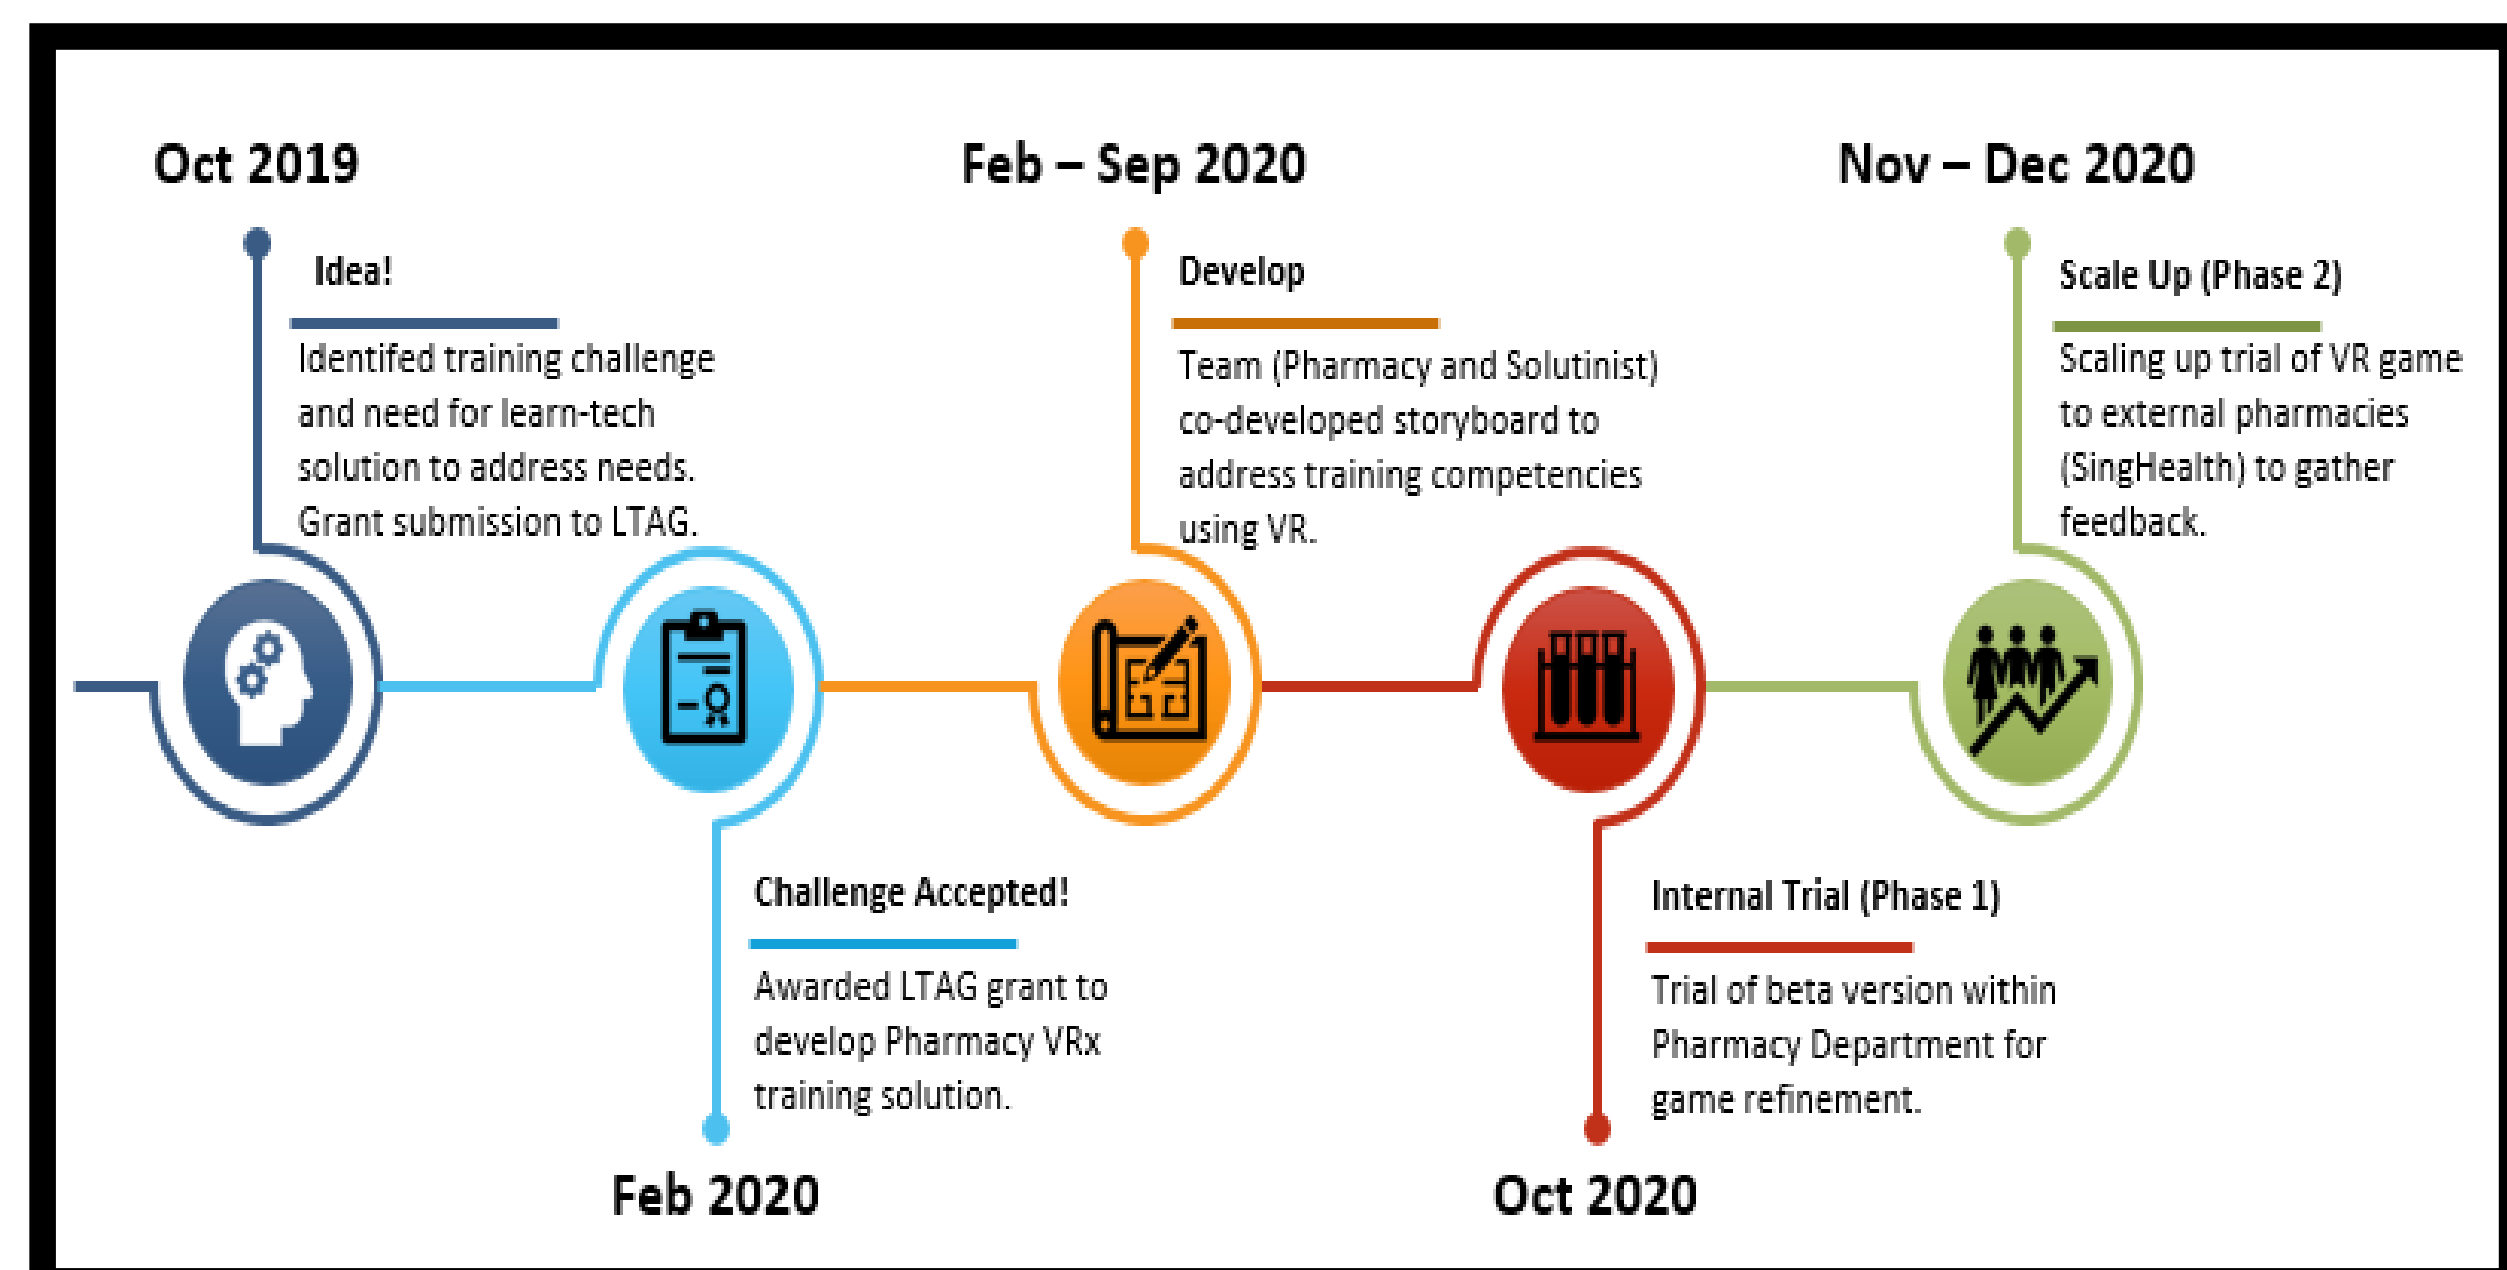 Oct 2019
Idea!
Identifed training challenge
and need for learn-tech
solution to address needs.
Grant submission to LTAG.
Challenge Accepted!
Awarded LTAG grant to
develop Pharmacy VRx
training solution.
Feb 2020
Feb – Sep 2020
Develop
Team (Pharmacy and Solutinist)
co-developed storyboard to
address training competencies
using VR.
Internal Trial (Phase 1)
Trial of beta version within
Pharmacy Department for
game refinement.
Oct 2020
Nov – Dec 2020
Scale Up (Phase 2)
Scaling up trial of VR game
to external pharmacies
(SingHealth) to gather
feedback.